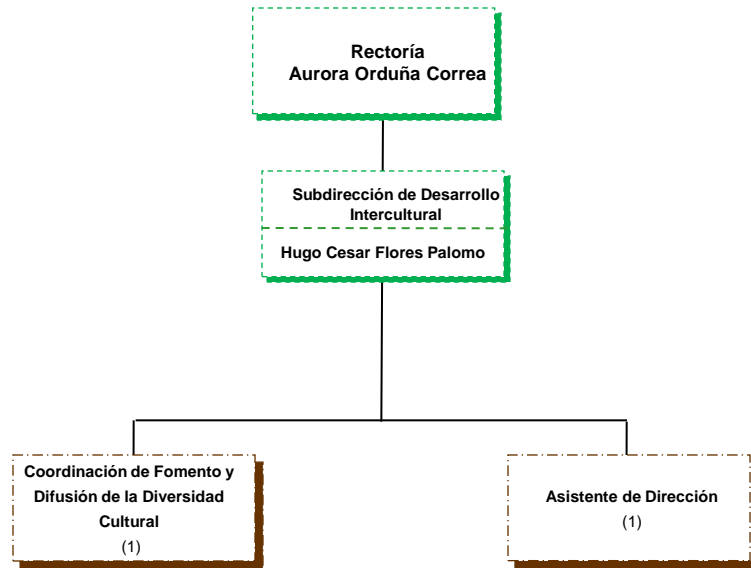 Rectoría
Aurora Orduña Correa
Subdirección de Desarrollo
Intercultural
Hugo Cesar Flores Palomo
Coordinación de Fomento y
Difusión de la Diversidad
Cultural
(1)
Asistente de Dirección
(1)